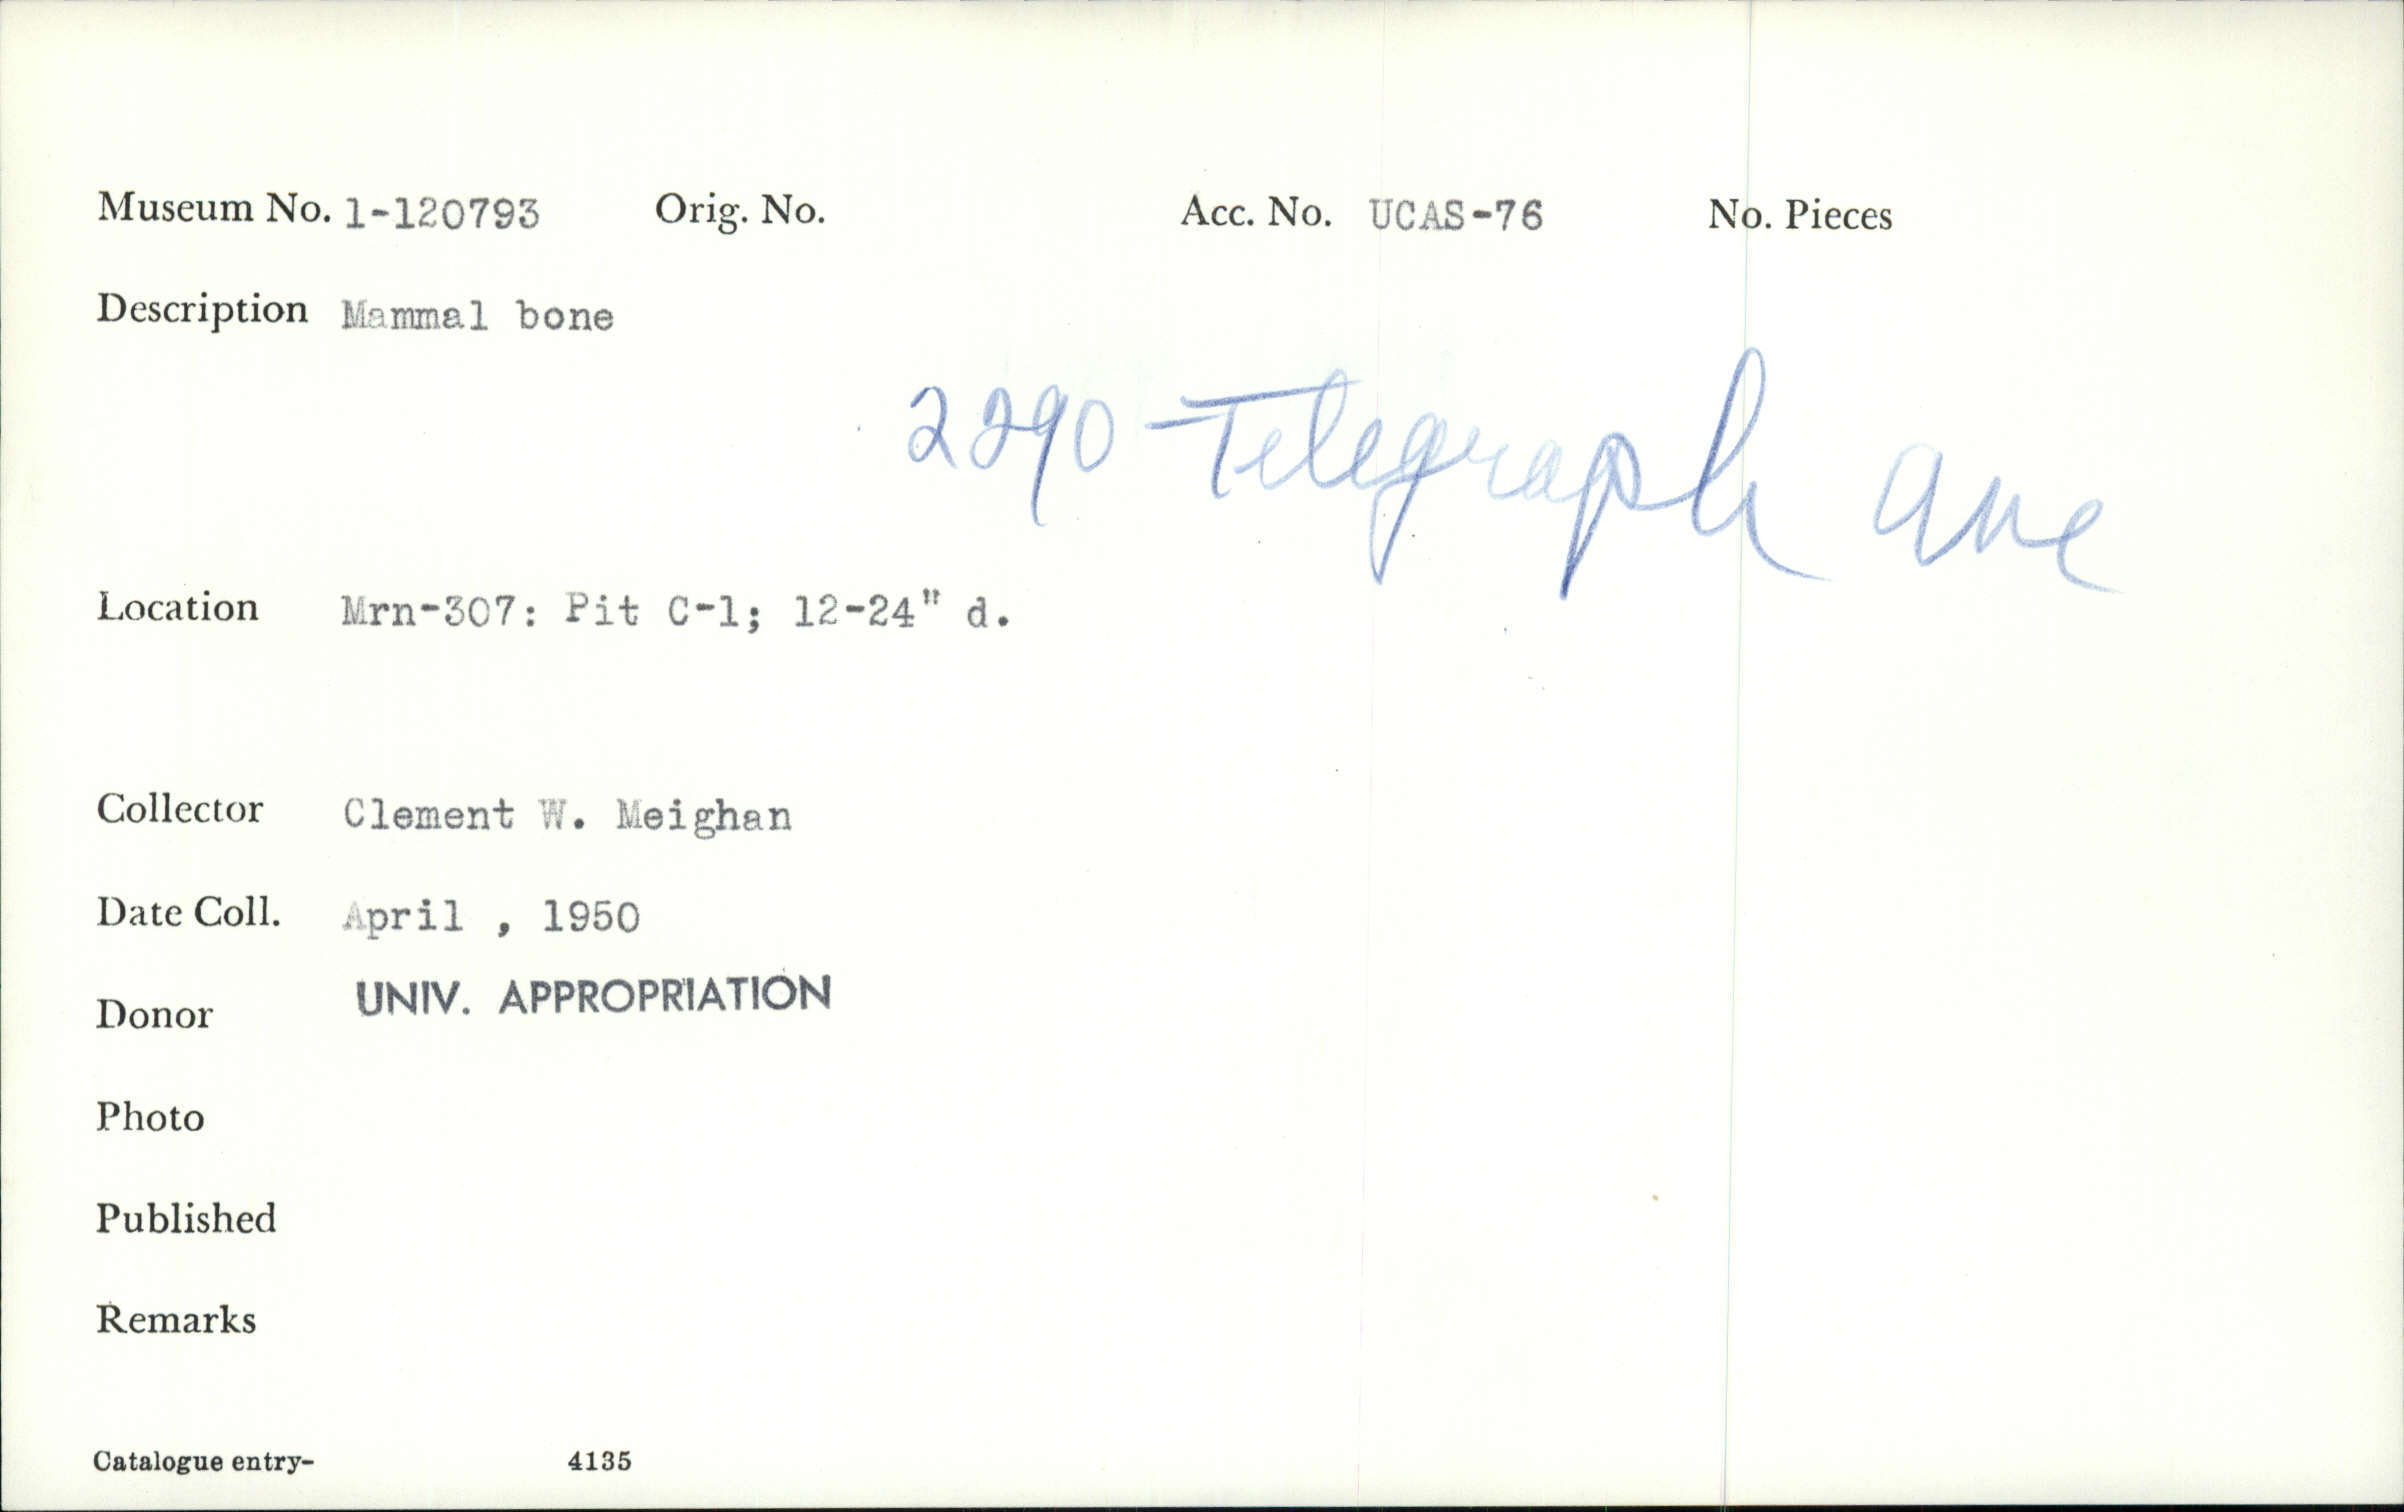 Museum No. 1-120793 Orig. No. Acc. No. UCAS-76 No. Pieces
Description Mammal bone
2290 Telegraph Ave
Location Mrn-307: Pit C-1; 12-24" d.
Collector Clement W. Meighan
Date Coll. April , 1950
Donor UNIV. APPROPRIATION
Photo
Published
Remarks
Catalogue entry- 4135